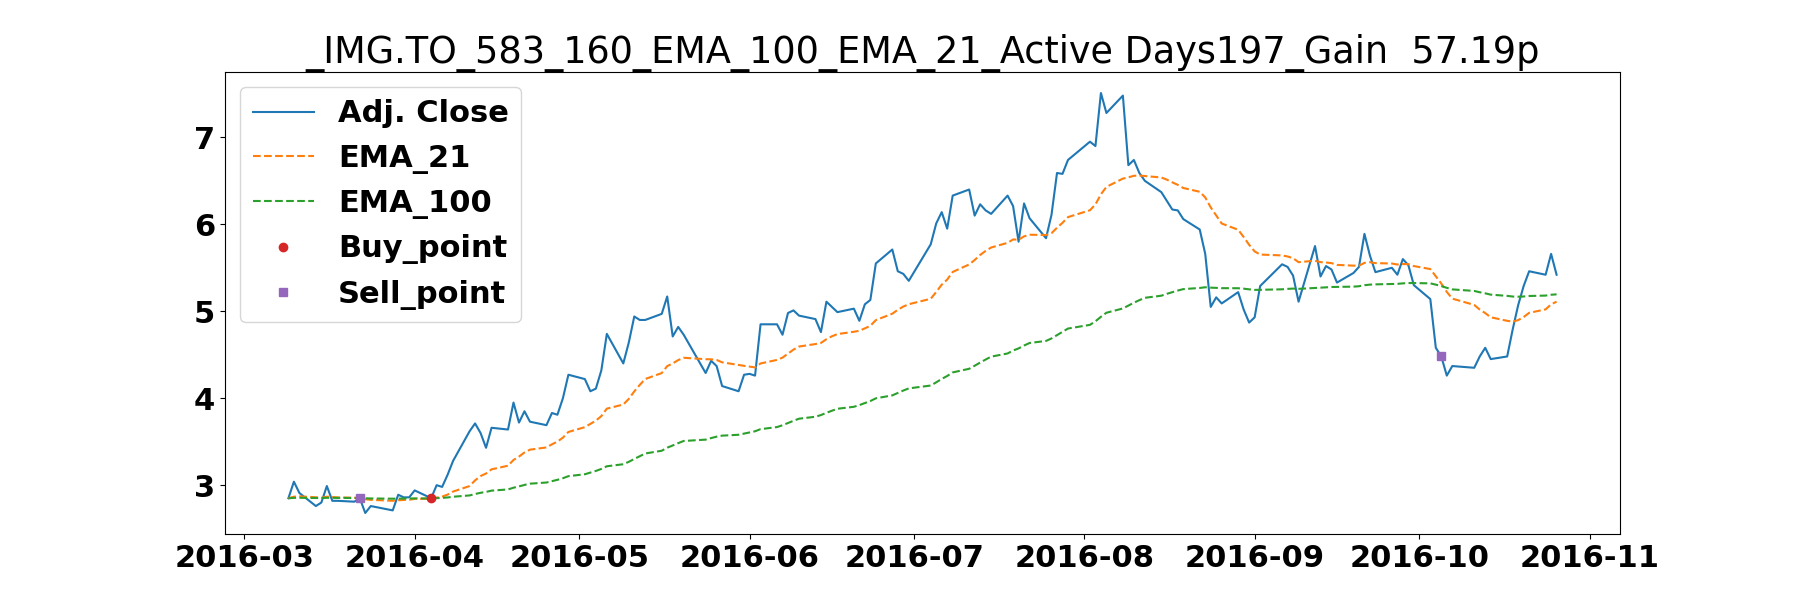 _IMG.TO_583_160_EMA_100_EMA_21_Active Days197_Gain  57.19p
Adj. Close
EMA_21
EMA_100
Buy_point
Sell_point
7
6
5
4
3
2016-03 2016-04 2016-05 2016-06 2016-07 2016-08 2016-09 2016-10 2016-11